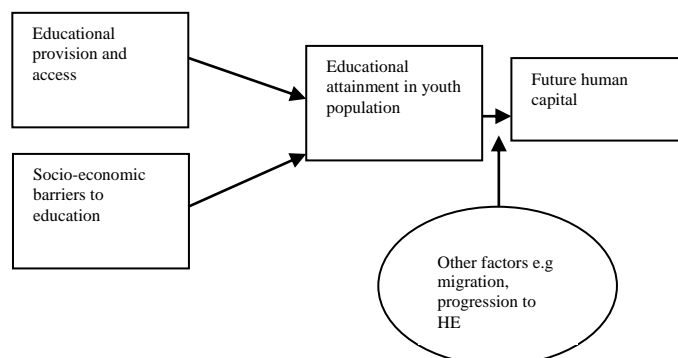 Educational
provision and
access
Socio-economic
barriers to
education
Educational
attainment in youth
population
Future human
capital
Other factors e.g
migration,
progression to
HE